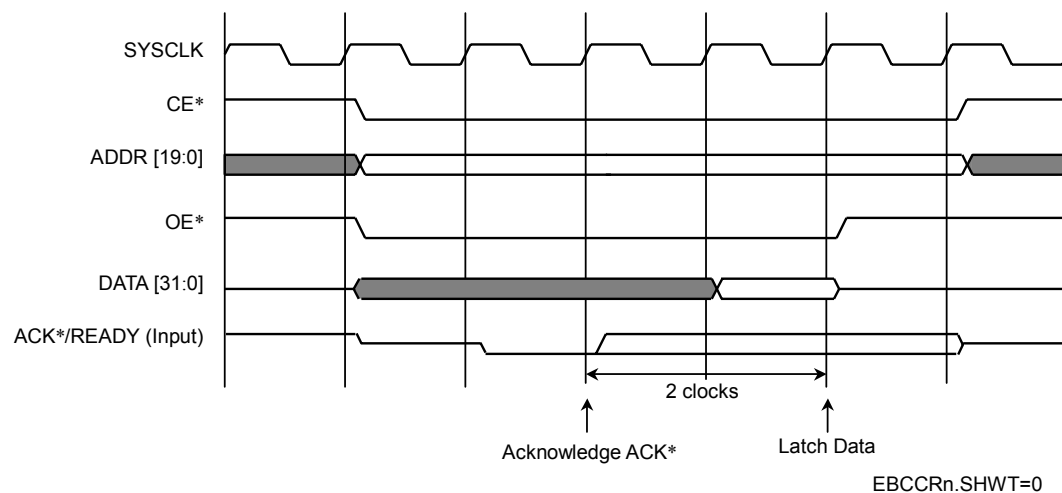 SYSCLK
CE*
ADDR [19:0]
OE*
DATA [31:0]
ACK*/READY (Input)
2 clocks
Acknowledge ACK*
Latch Data
EBCCRn.SHWT=0